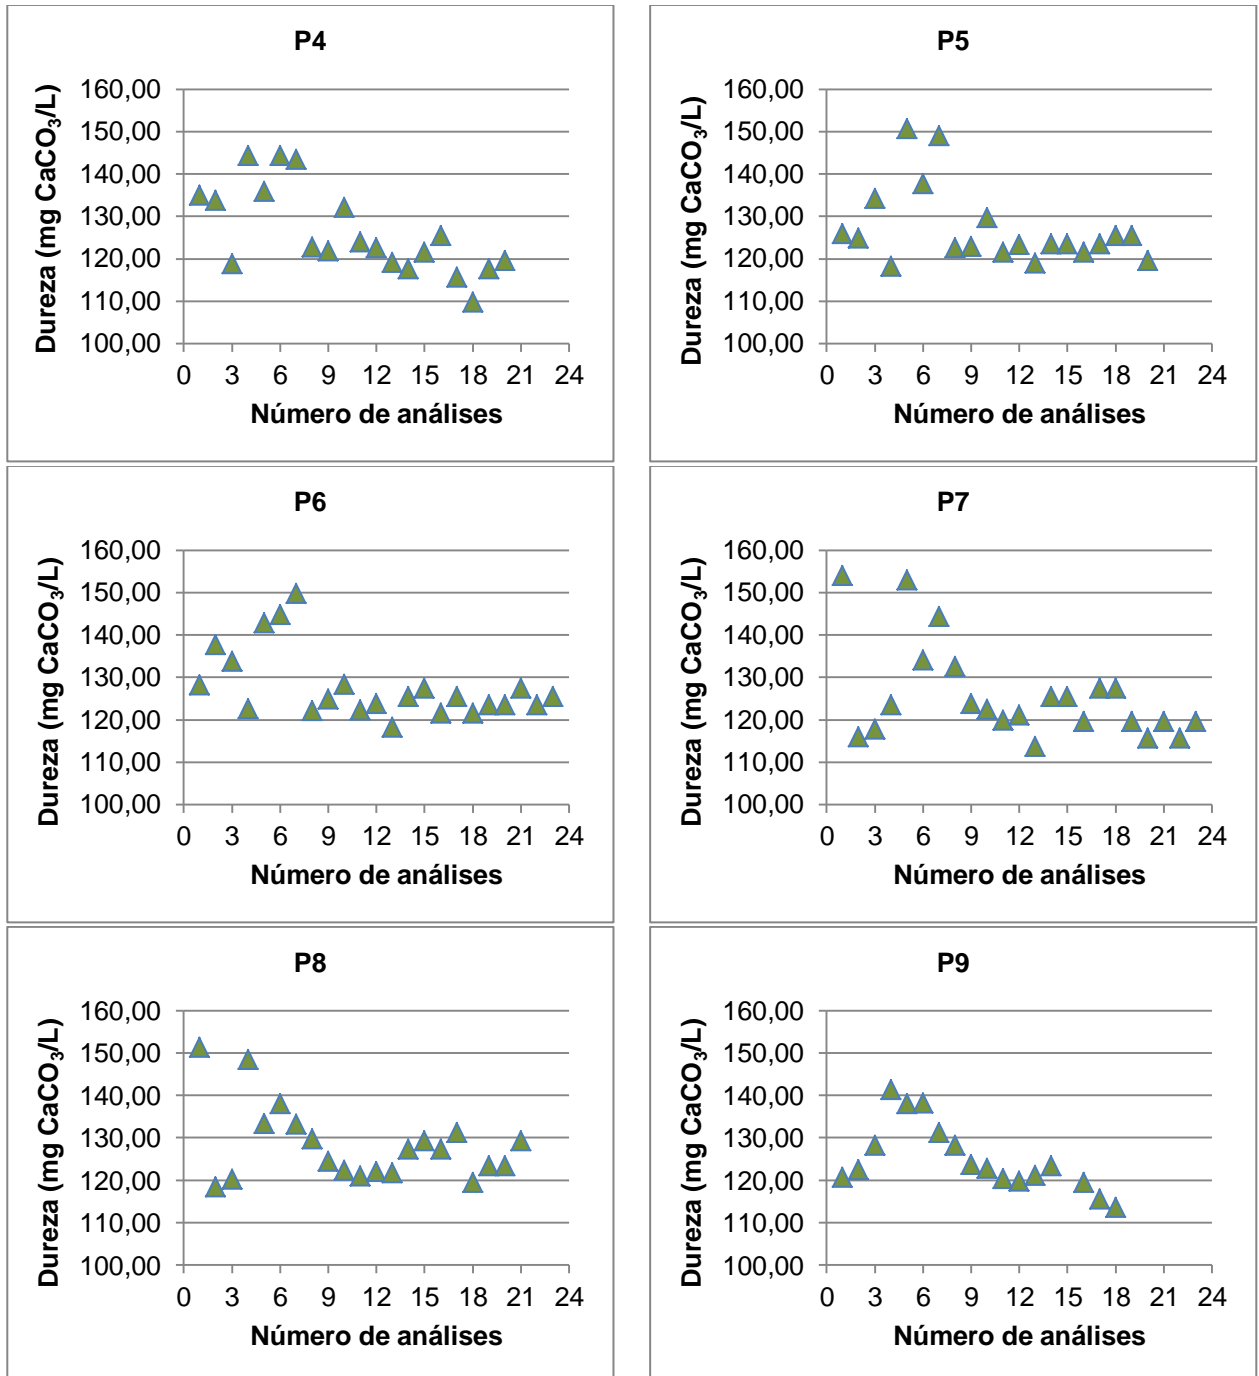 P4
160,00
150,00
140,00
130,00
120,00
110,00
100,00
0 3 6 9 12 15 18 21 24
Dureza (mg CaCO₃/L)
Número de análises
P5
160,00
150,00
140,00
130,00
120,00
110,00
100,00
0 3 6 9 12 15 18 21 24
Dureza (mg CaCO₃/L)
Número de análises
P6
160,00
150,00
140,00
130,00
120,00
110,00
100,00
0 3 6 9 12 15 18 21 24
Dureza (mg CaCO₃/L)
Número de análises
P7
160,00
150,00
140,00
130,00
120,00
110,00
100,00
0 3 6 9 12 15 18 21 24
Dureza (mg CaCO₃/L)
Número de análises
P8
160,00
150,00
140,00
130,00
120,00
110,00
100,00
0 3 6 9 12 15 18 21 24
Dureza (mg CaCO₃/L)
Número de análises
P9
160,00
150,00
140,00
130,00
120,00
110,00
100,00
0 3 6 9 12 15 18 21 24
Dureza (mg CaCO₃/L)
Número de análises